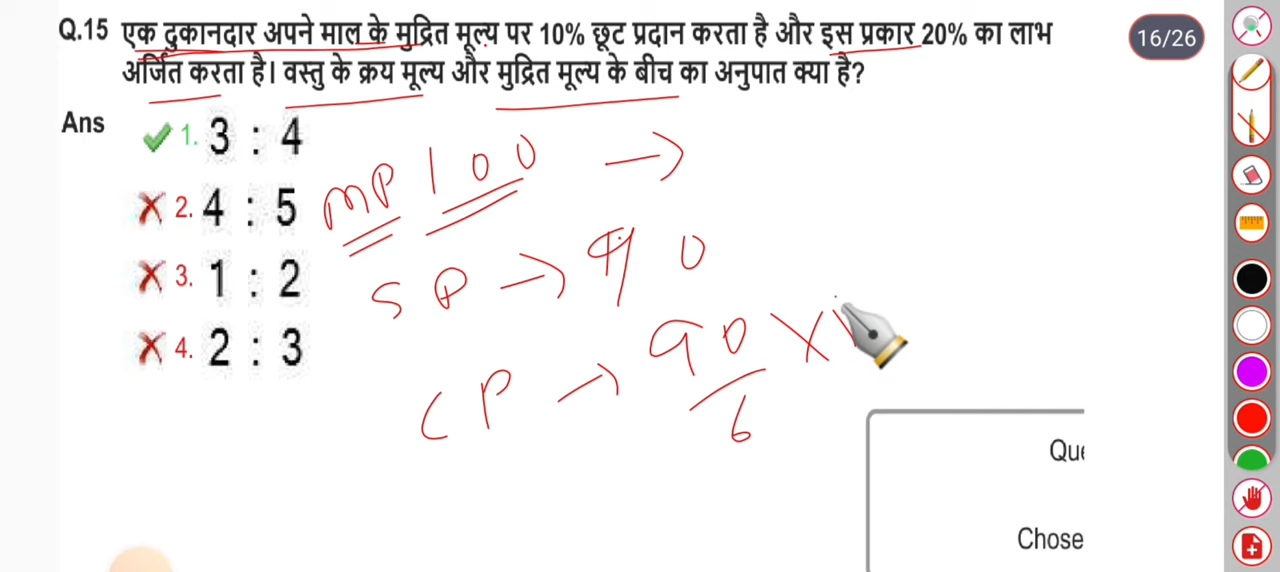 Q.15 एक दुकानदार अपने माल के मुद्रित मूल्य पर 10% छूट प्रदान करता है और इस प्रकार 20% का लाभ
अर्जित करता है। वस्तु के क्रय मूल्य और मुद्रित मूल्य के बीच का अनुपात क्या है?
16/26
Ans
1. 3 : 4
2. 4 : 5
3. 1 : 2
4. 2 : 3
MP 100 →
SP → 90
CP → 90/6 ×
Que
Chose